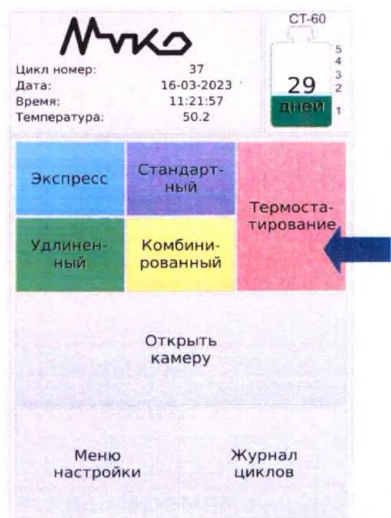 Мико
СТ-60
Цикл номер: 37
Дата: 16-03-2023
Время: 11:21:57
Температура: 50.2
5
4
3
2
1
29
дней
Экспресс
Стандарт-
ный
Термоста-
тирование
Удлинен-
ный
Комбини-
рованный
Открыть
камеру
Меню
настройки
Журнал
циклов